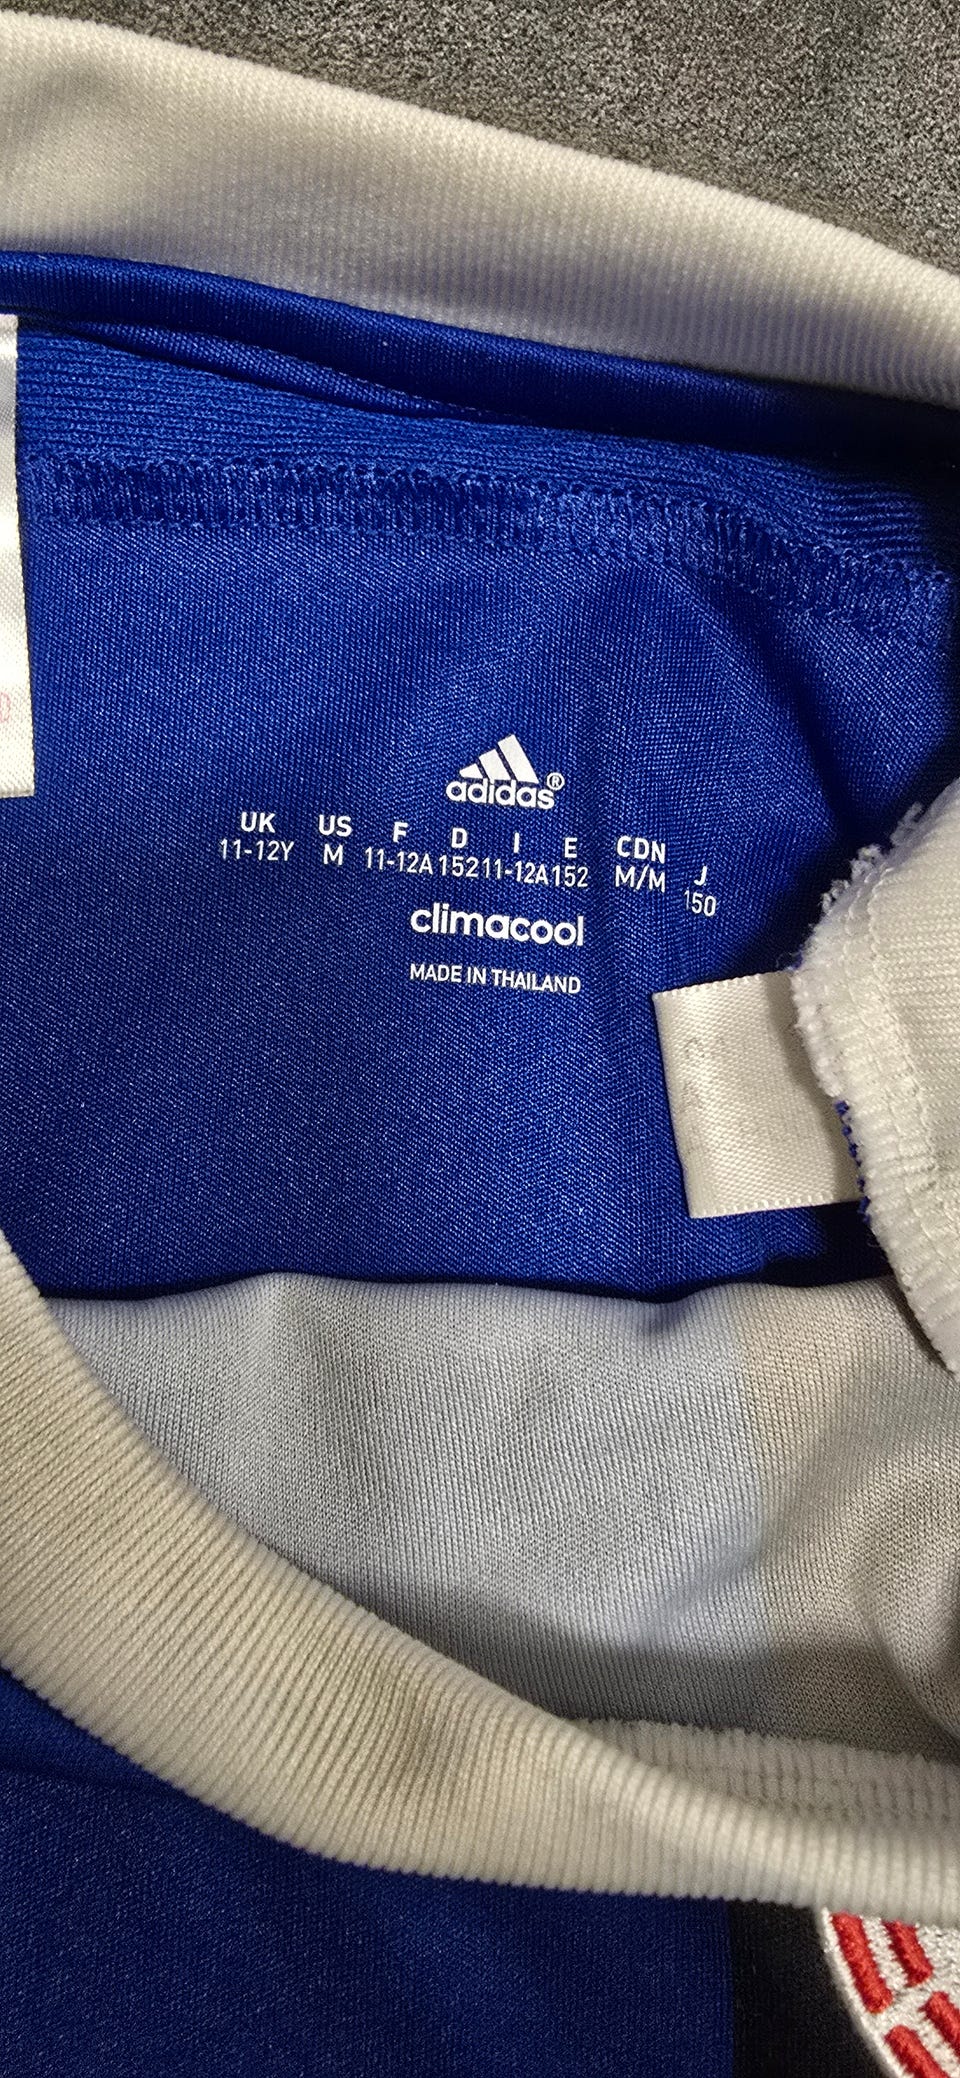 adidas®
UK US F D I E CDN J
11-12Y M 11-12A 152 11-12A 152 M/M 150
climacool
MADE IN THAILAND